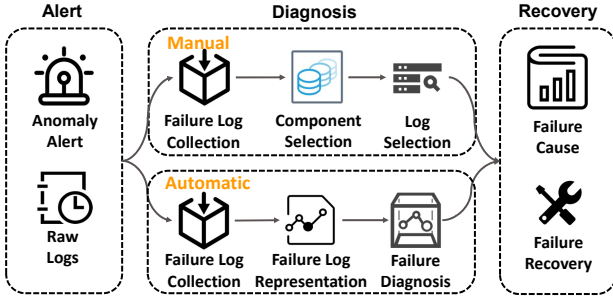 Alert
Diagnosis
Recovery
Anomaly
Alert
Raw
Logs
Manual
Failure Log
Collection
Component
Selection
Log
Selection
Automatic
Failure Log
Collection
Failure Log
Representation
Failure
Diagnosis
Failure
Cause
Failure
Recovery